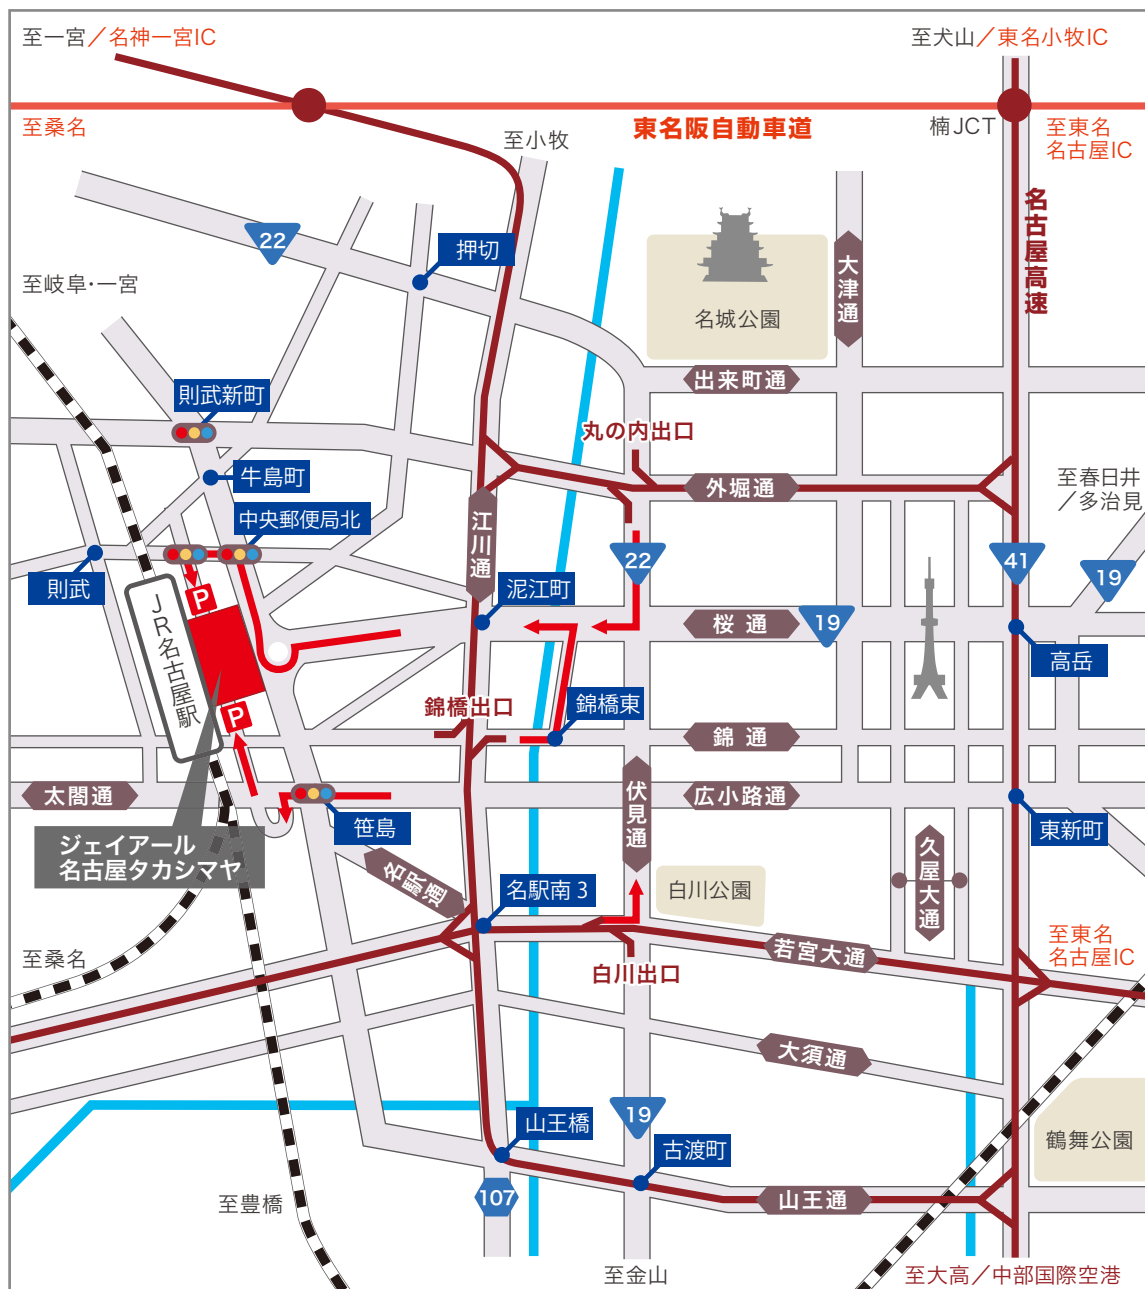 至一宮／名神一宮IC
至犬山／東名小牧IC
至桑名
東名阪自動車道
楠JCT
至東名
名古屋IC
至小牧
名古屋高速
22
押切
大津通
至岐阜・一宮
名城公園
出来町通
則武新町
丸の内出口
牛島町
外堀通
至春日井
／多治見
中央郵便局北
江川通
22
41
19
則武
泥江町
P
JR名古屋駅
桜通
19
高岳
錦橋出口
錦橋東
P
錦通
太閤通
伏見通
広小路通
笹島
東新町
ジェイアール
名古屋タカシマヤ
名駅通
久屋大通
名駅南3
白川公園
至桑名
若宮大通
至東名
名古屋IC
白川出口
大須通
19
山王橋
古渡町
鶴舞公園
107
至豊橋
山王通
至金山
至大高／中部国際空港